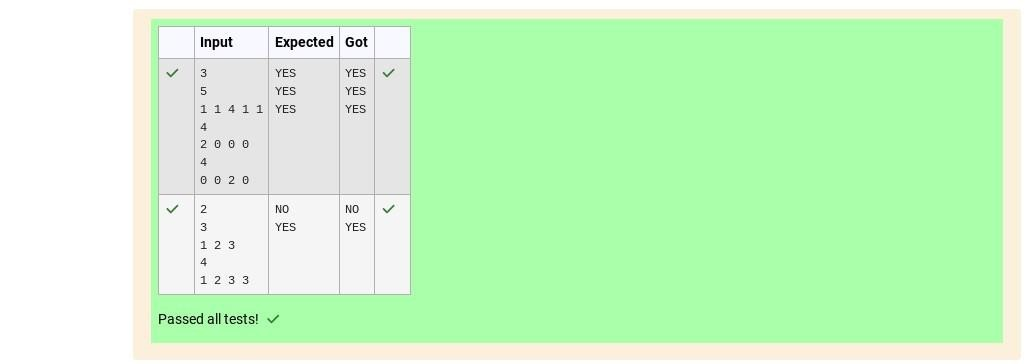 Input Expected Got
3 YES YES
5 YES YES
1 1 4 1 1 YES YES
4
2 0 0 0
4
0 0 2 0
2 NO NO
3 YES YES
1 2 3
4
1 2 3 3
Passed all tests!